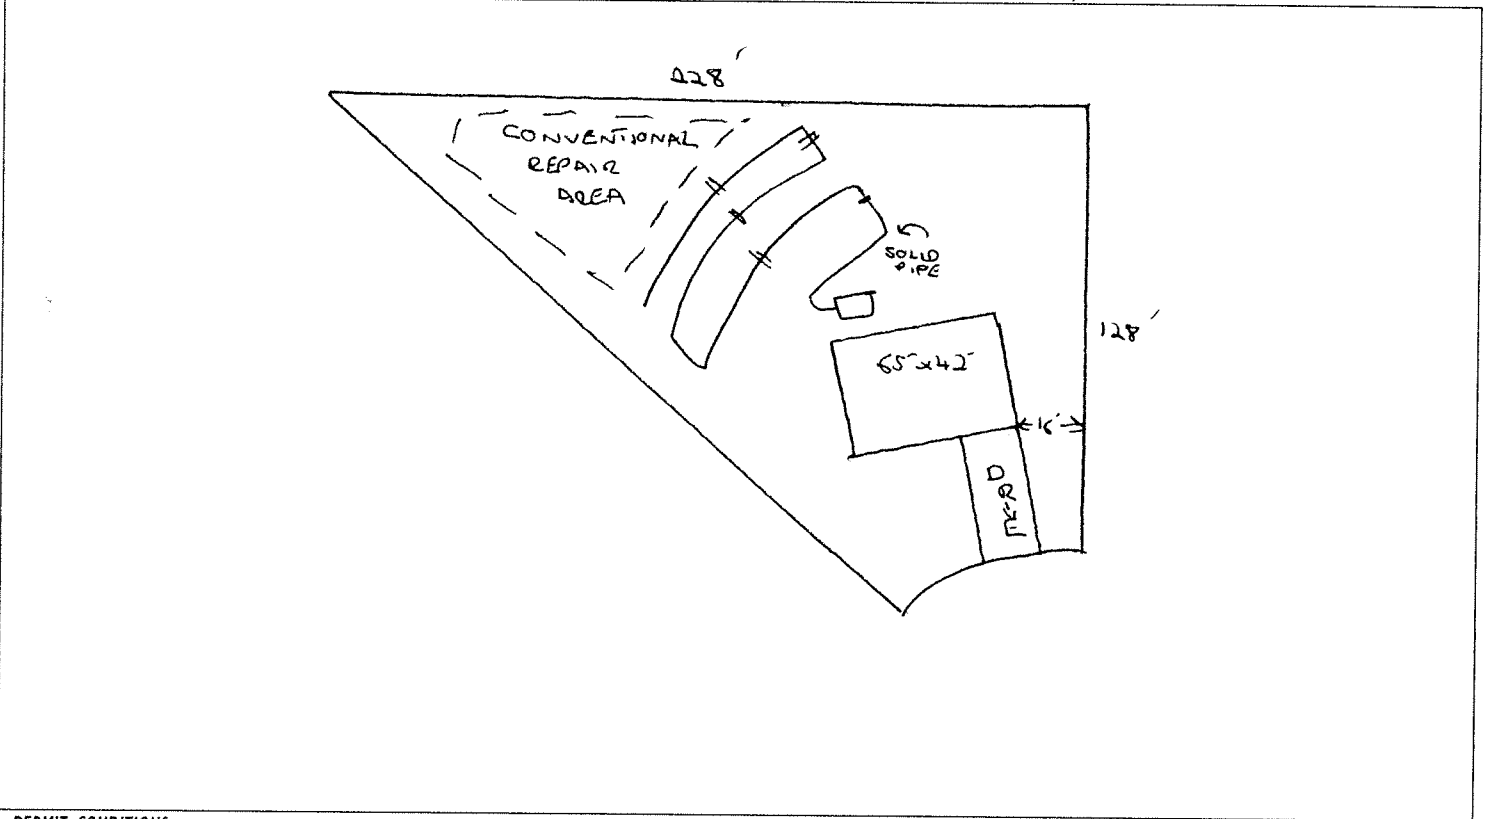 228'
CONVENTIONAL
REPAIR
AREA
SOLID
PIPE
128'
65'x42'
16'
DRIVE
PERMIT CONDITIONS